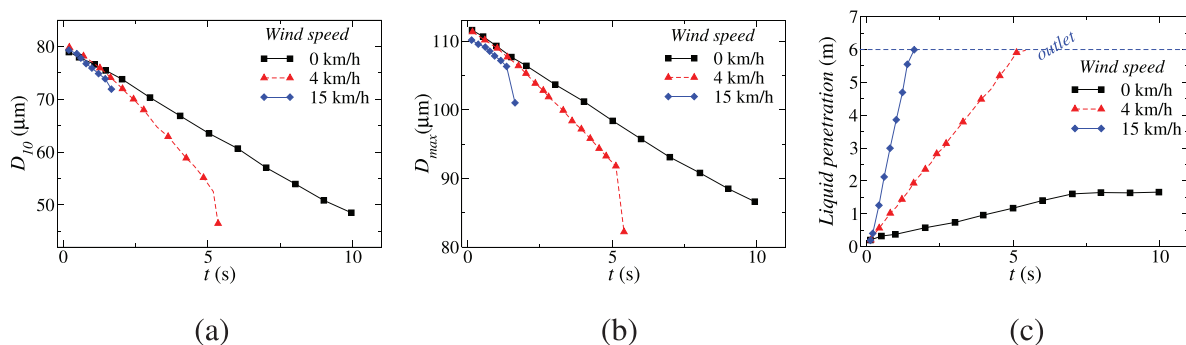 Wind speed
0 km/h
4 km/h
15 km/h
80
70
60
50
D10 (μm)
0
5
10
t (s)
(a)
Wind speed
0 km/h
4 km/h
15 km/h
110
100
90
80
Dmax (μm)
0
5
10
t (s)
(b)
7
6
5
4
3
2
1
0
Liquid penetration (m)
outlet
Wind speed
0 km/h
4 km/h
15 km/h
0
5
10
t (s)
(c)